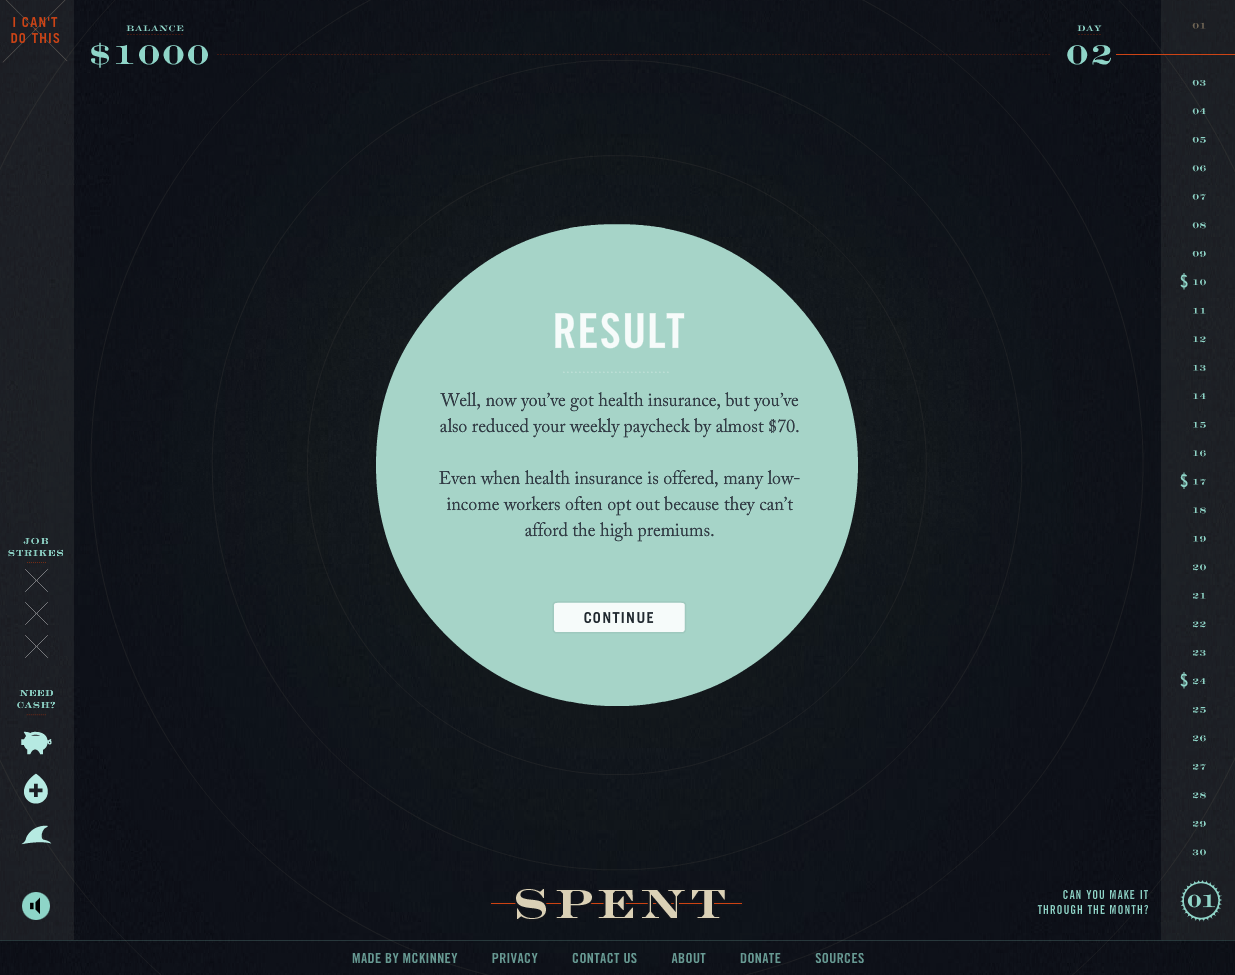 I CAN'T
DO THIS
BALANCE
$1000
DAY
02
01
03
04
05
06
07
08
09
$ 10
11
12
13
14
15
16
$ 17
18
19
20
21
22
23
$ 24
25
26
27
28
29
30
RESULT
Well, now you’ve got health insurance, but you’ve
also reduced your weekly paycheck by almost $70.
Even when health insurance is offered, many low-
income workers often opt out because they can’t
afford the high premiums.
CONTINUE
JOB
STRIKES
NEED
CASH?
SPENT
CAN YOU MAKE IT
THROUGH THE MONTH?
01
MADE BY MCKINNEY PRIVACY CONTACT US ABOUT DONATE SOURCES